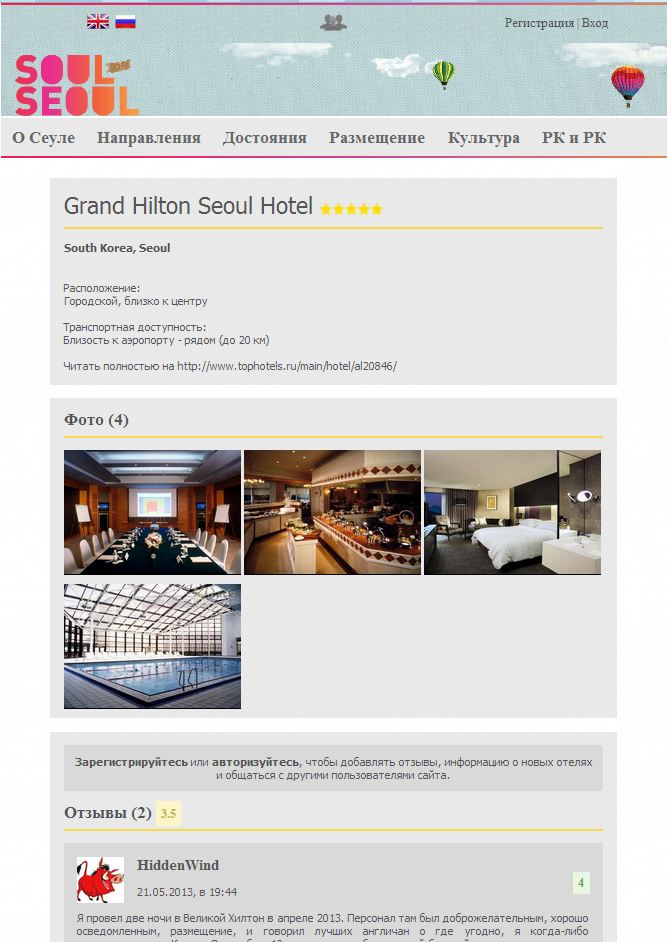 Регистрация | Вход
SOUL
SEOUL
О Сеуле Направления Достояния Размещение Культура РК и РК
Grand Hilton Seoul Hotel
South Korea, Seoul
Расположение:
Городской, близко к центру
Транспортная доступность:
Близость к аэропорту - рядом (до 20 км)
Читать полностью на http://www.tophotels.ru/main/hotel/al20846/
Фото (4)
Зарегистрируйтесь или авторизуйтесь, чтобы добавлять отзывы, информацию о новых отелях
и общаться с другими пользователями сайта.
Отзывы (2) 3.5
HiddenWind
21.05.2013, в 19:44
4
Я провел две ночи в Великой Хилтон в апреле 2013. Персонал там был доброжелательным, хорошо
осведомленным, размещение, и говорил лучших англичан о где угодно, я когда-либо